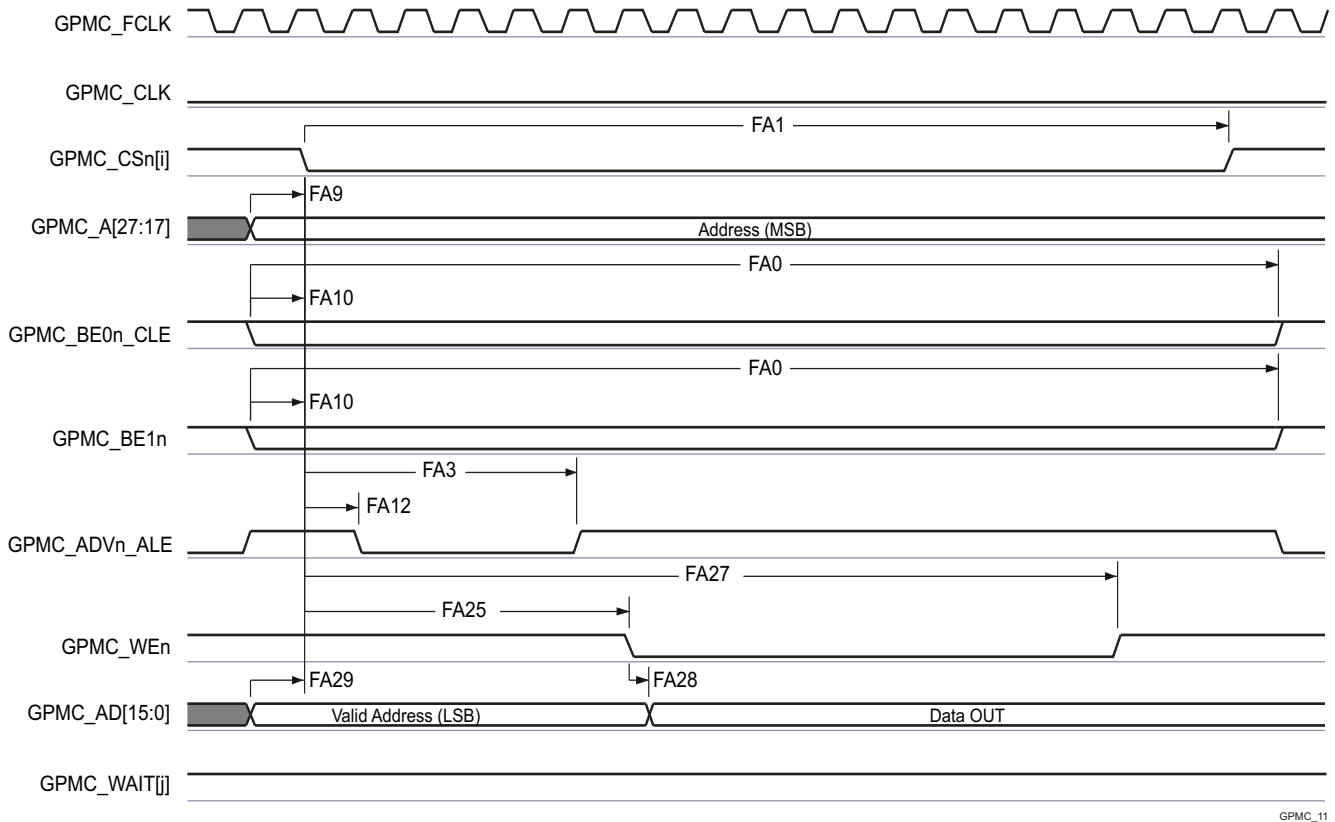 GPMC_FCLK
GPMC_CLK
FA1
GPMC_CSn[i]
FA9
GPMC_A[27:17]
Address (MSB)
FA0
FA10
GPMC_BE0n_CLE
FA0
FA10
GPMC_BE1n
FA3
FA12
GPMC_ADVn_ALE
FA27
FA25
GPMC_WEn
FA29
FA28
GPMC_AD[15:0]
Valid Address (LSB)
Data OUT
GPMC_WAIT[j]
GPMC_11